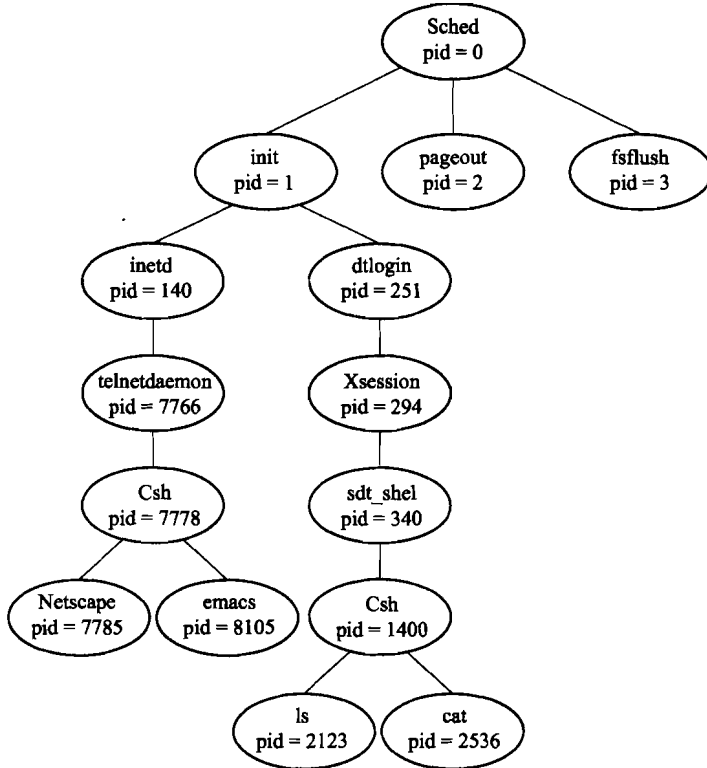 Sched
pid = 0
init
pid = 1
pageout
pid = 2
fsflush
pid = 3
inetd
pid = 140
dtlogin
pid = 251
telnetdaemon
pid = 7766
Xsession
pid = 294
Csh
pid = 7778
sdt_shel
pid = 340
Netscape
pid = 7785
emacs
pid = 8105
Csh
pid = 1400
ls
pid = 2123
cat
pid = 2536